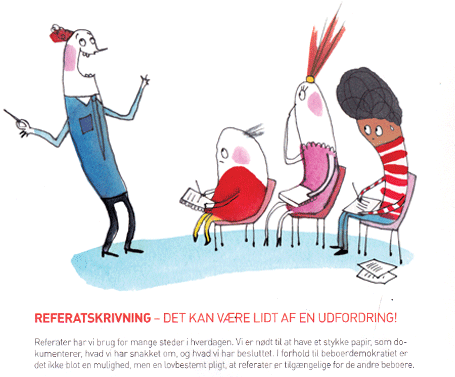 REFERATSKRIVNING – DET KAN VÆRE LIDT AF EN UDFORDRING!
Referater har vi brug for mange steder i hverdagen. Vi er nødt til at have et stykke papir, som do-
kumenterer, hvad vi har snakket om, og hvad vi har besluttet. I forhold til beboerdemokratiet er
det ikke blot en mulighed, men en lovbestemt pligt, at referater er tilgængelige for de andre beboere.